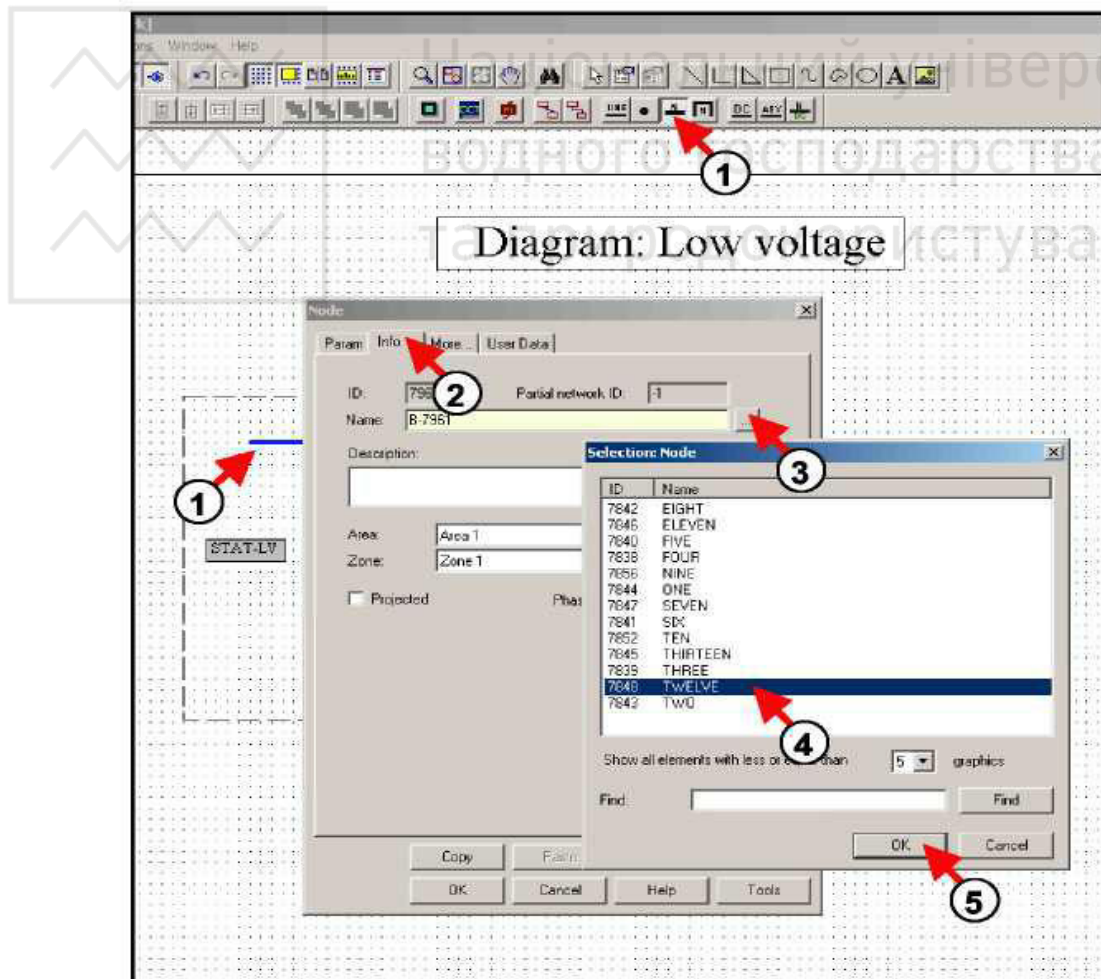 Window Help
Національний універ
водного господарства
та природокористува
1
Diagram: Low voltage
Node
Param Info More... User Data
2
ID: Partial network ID: -1
Name: B-7961
3
Description:
1
STAT-LV
Area: Area 1
Zone: Zone 1
Projected
Selection: Node
ID Name
7842 EIGHT
7846 ELEVEN
7840 FIVE
7838 FOUR
7856 NINE
7844 ONE
7847 SEVEN
7841 SIX
7852 TEN
7845 THIRTEEN
7839 THREE
7848 TWELVE
7843 TWO
4
Show all elements with less or than 5 graphics
Find: Find
OK Cancel
5
Copy
OK Cancel Help Tools